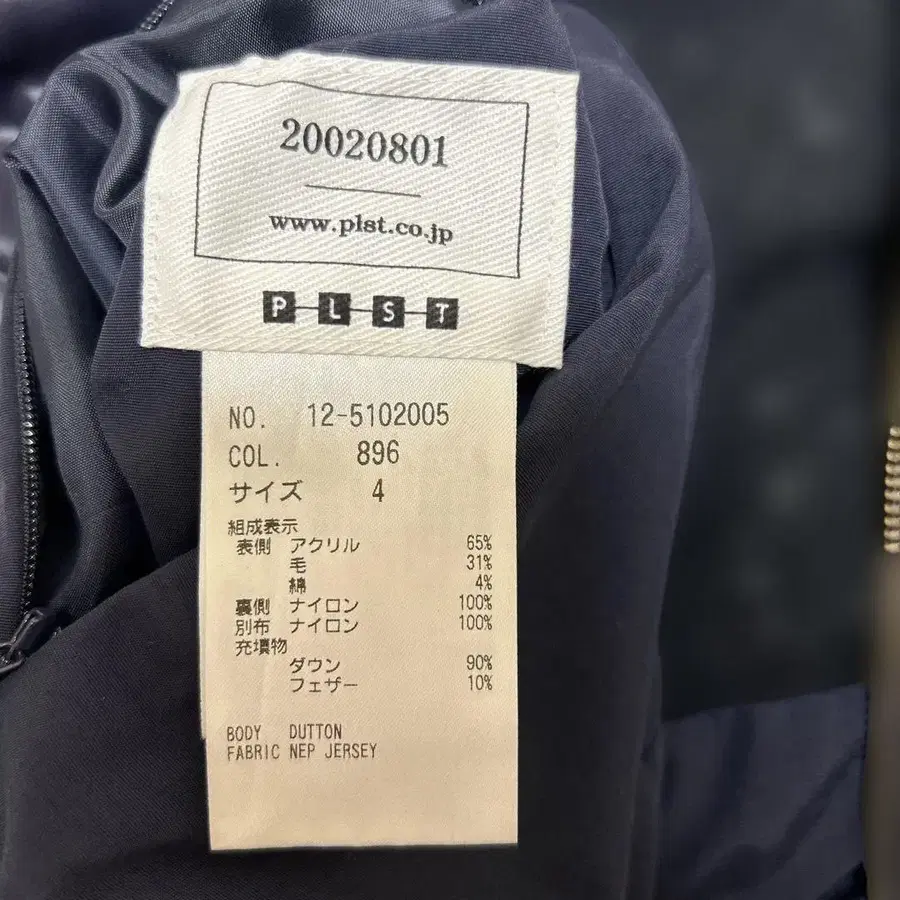 20020801
www.plst.co.jp
PLST
NO. 12-5102005
COL. 896
サイズ 4
組成表示
表側 アクリル 65%
毛 31%
綿 4%
裏側 ナイロン 100%
別布 ナイロン 100%
充填物
ダウン 90%
フェザー 10%
BODY DUTTON
FABRIC NEP JERSEY